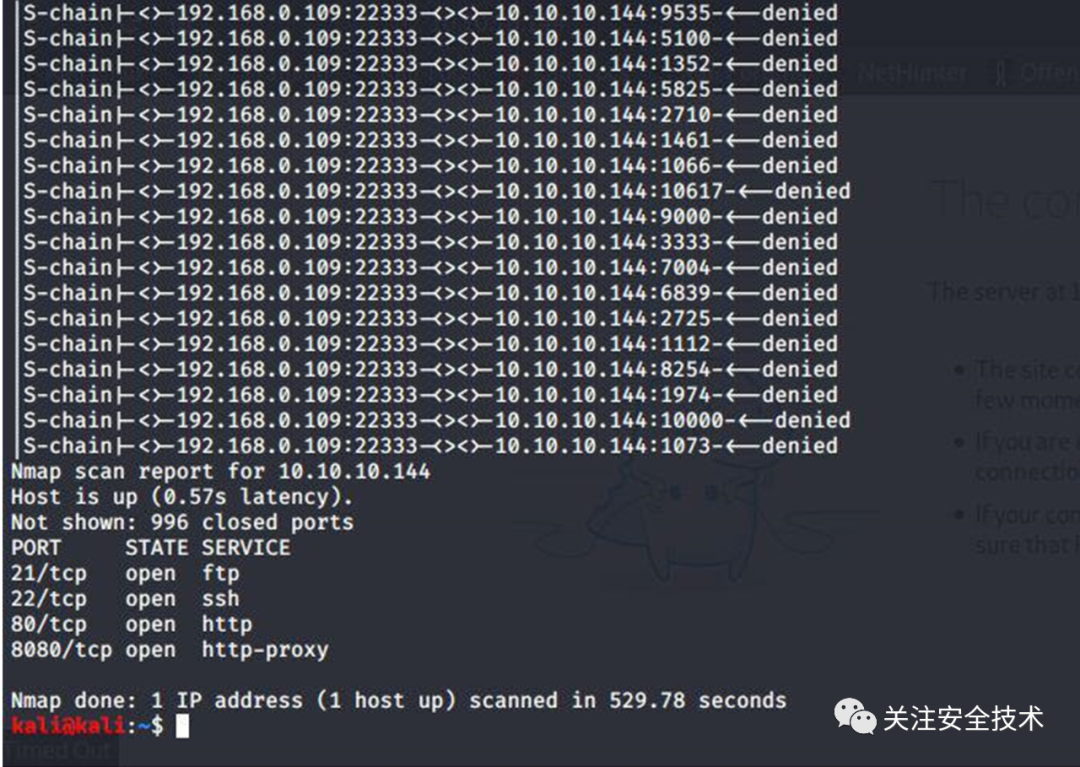 |S-chain|-<>-192.168.0.109:22333-<><>-10.10.10.144:9535-<--denied
|S-chain|-<>-192.168.0.109:22333-<><>-10.10.10.144:5100-<--denied
|S-chain|-<>-192.168.0.109:22333-<><>-10.10.10.144:1352-<--denied
|S-chain|-<>-192.168.0.109:22333-<><>-10.10.10.144:5825-<--denied
|S-chain|-<>-192.168.0.109:22333-<><>-10.10.10.144:2710-<--denied
|S-chain|-<>-192.168.0.109:22333-<><>-10.10.10.144:1461-<--denied
|S-chain|-<>-192.168.0.109:22333-<><>-10.10.10.144:1066-<--denied
|S-chain|-<>-192.168.0.109:22333-<><>-10.10.10.144:10617-<--denied
|S-chain|-<>-192.168.0.109:22333-<><>-10.10.10.144:9000-<--denied
|S-chain|-<>-192.168.0.109:22333-<><>-10.10.10.144:3333-<--denied
|S-chain|-<>-192.168.0.109:22333-<><>-10.10.10.144:7004-<--denied
|S-chain|-<>-192.168.0.109:22333-<><>-10.10.10.144:6839-<--denied
|S-chain|-<>-192.168.0.109:22333-<><>-10.10.10.144:2725-<--denied
|S-chain|-<>-192.168.0.109:22333-<><>-10.10.10.144:1112-<--denied
|S-chain|-<>-192.168.0.109:22333-<><>-10.10.10.144:8254-<--denied
|S-chain|-<>-192.168.0.109:22333-<><>-10.10.10.144:1974-<--denied
|S-chain|-<>-192.168.0.109:22333-<><>-10.10.10.144:10000-<--denied
|S-chain|-<>-192.168.0.109:22333-<><>-10.10.10.144:1073-<--denied
Nmap scan report for 10.10.10.144
Host is up (0.57s latency).
Not shown: 996 closed ports
PORT     STATE SERVICE
21/tcp   open  ftp
22/tcp   open  ssh
80/tcp   open  http
8080/tcp open  http-proxy
Nmap done: 1 IP address (1 host up) scanned in 529.78 seconds
kali@kali:~$
Timed Out
NetHunter
The
The server at
The site
few
If you are
If your
sure that
关注安全技术